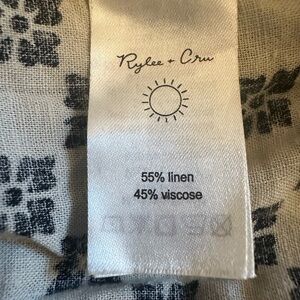 Rylee + Cru
55% linen
45% viscose